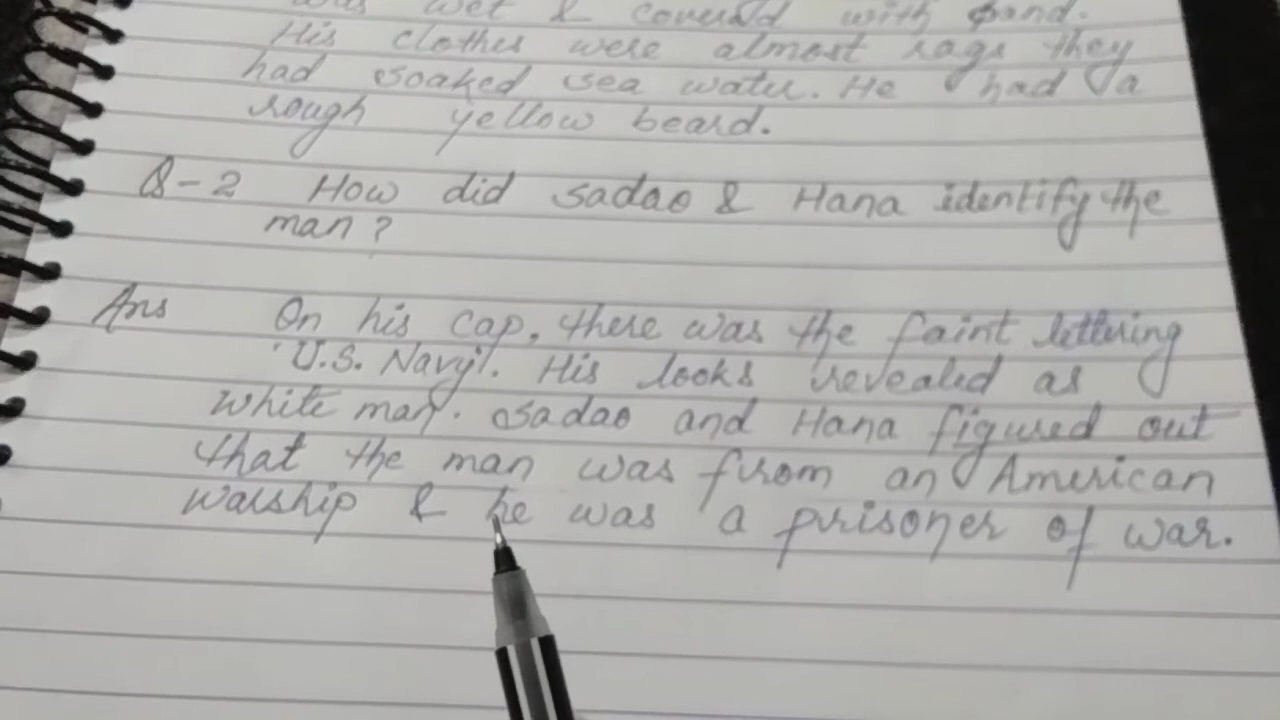 was wet & covered with sand.
His clothes were almost rags they
had soaked sea water. He had a
rough yellow beard.
Q-2 How did Sadao & Hana identify the
man?
Ans On his cap, there was the faint lettering
'U.S. Navy'. His looks revealed as
white man. Sadao and Hana figured out
that the man was from an American
warship & he was a prisoner of war.